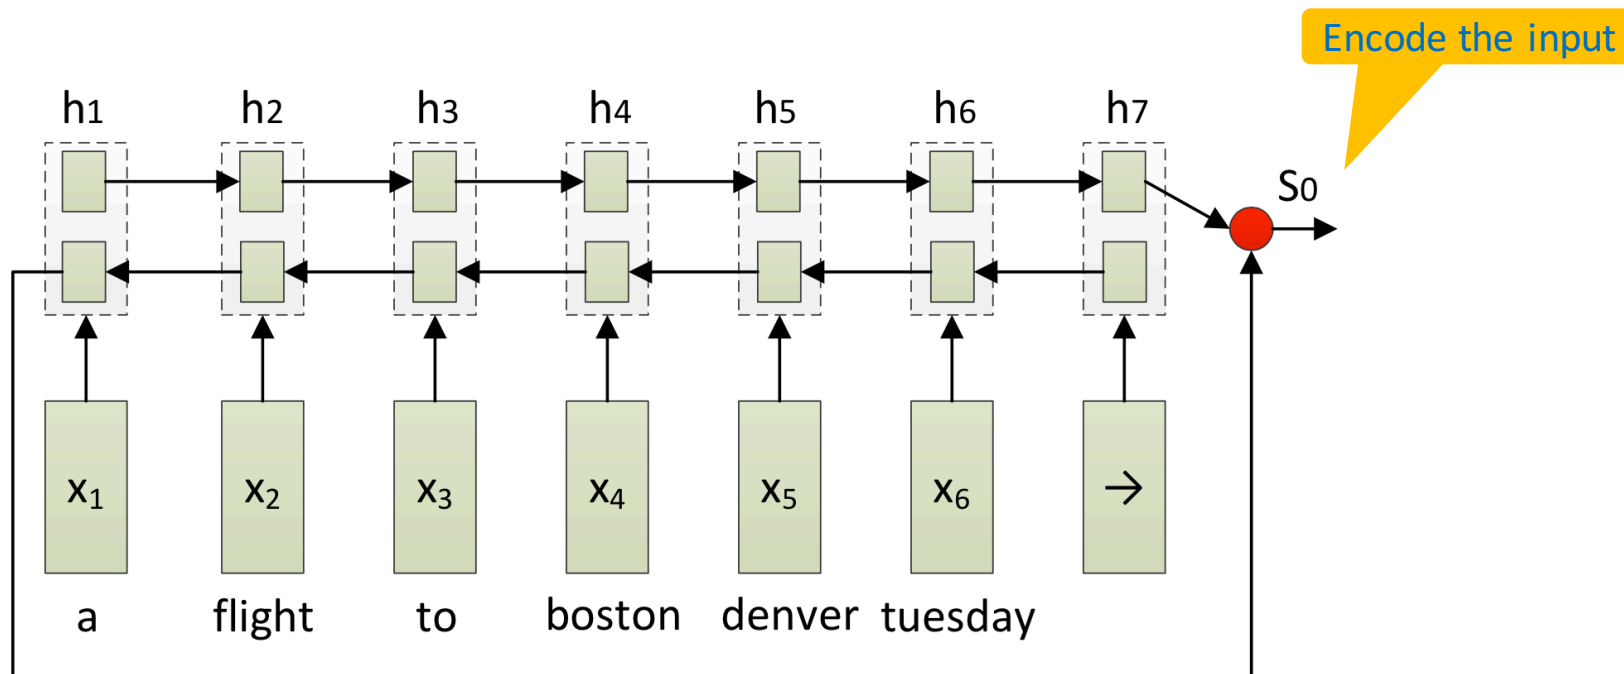 Encode the input
h1 h2 h3 h4 h5 h6 h7
S0
x1 x2 x3 x4 x5 x6 →
a flight to boston denver tuesday